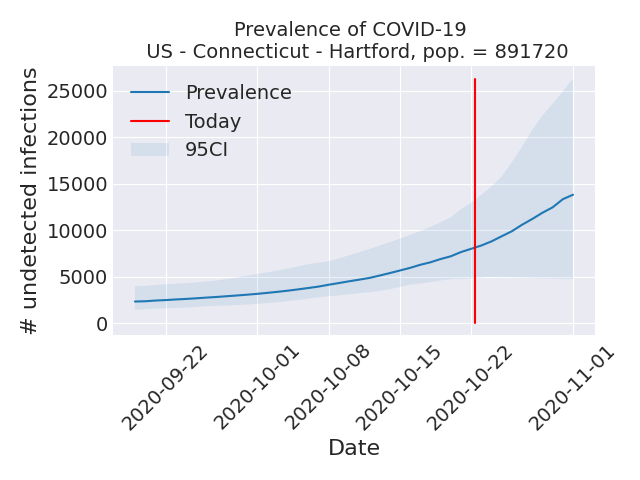 Prevalence of COVID-19
US - Connecticut - Hartford, pop. = 891720
# undetected infections
25000
20000
15000
10000
5000
0
Prevalence
Today
95CI
2020-09-22
2020-10-01
2020-10-08
2020-10-15
2020-10-22
2020-11-01
Date